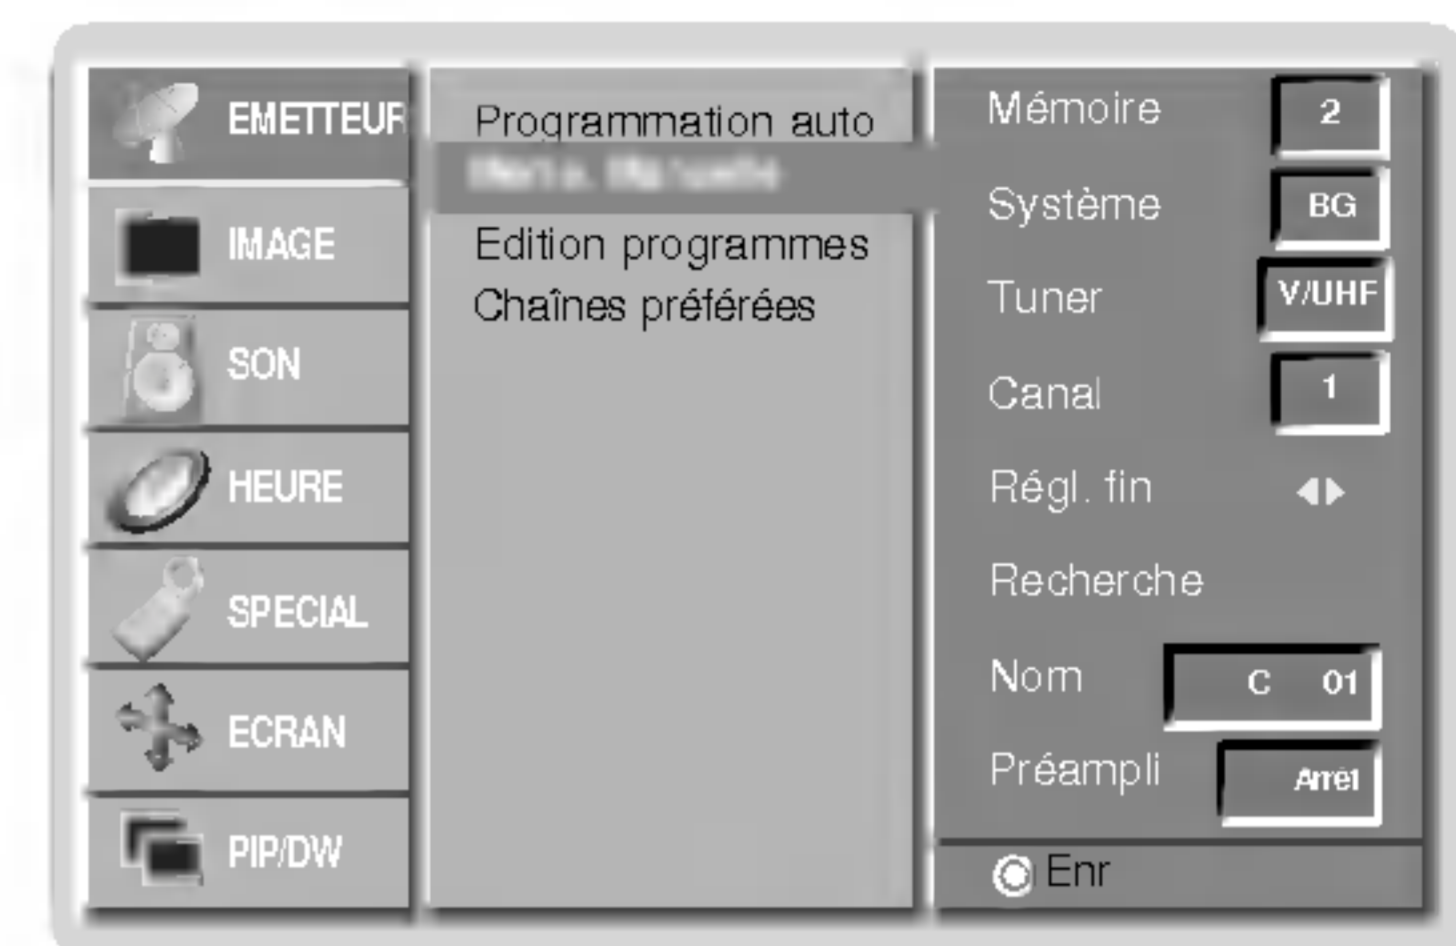 EMETTEUR
IMAGE
SON
HEURE
SPECIAL
ECRAN
PIP/DW
Programmation auto
Edition programmes
Chaînes préférées
Mémoire 2
Système BG
Tuner V/UHF
Canal 1
Régl. fin
Recherche
Nom C 01
Préampli Arrêt
Enr